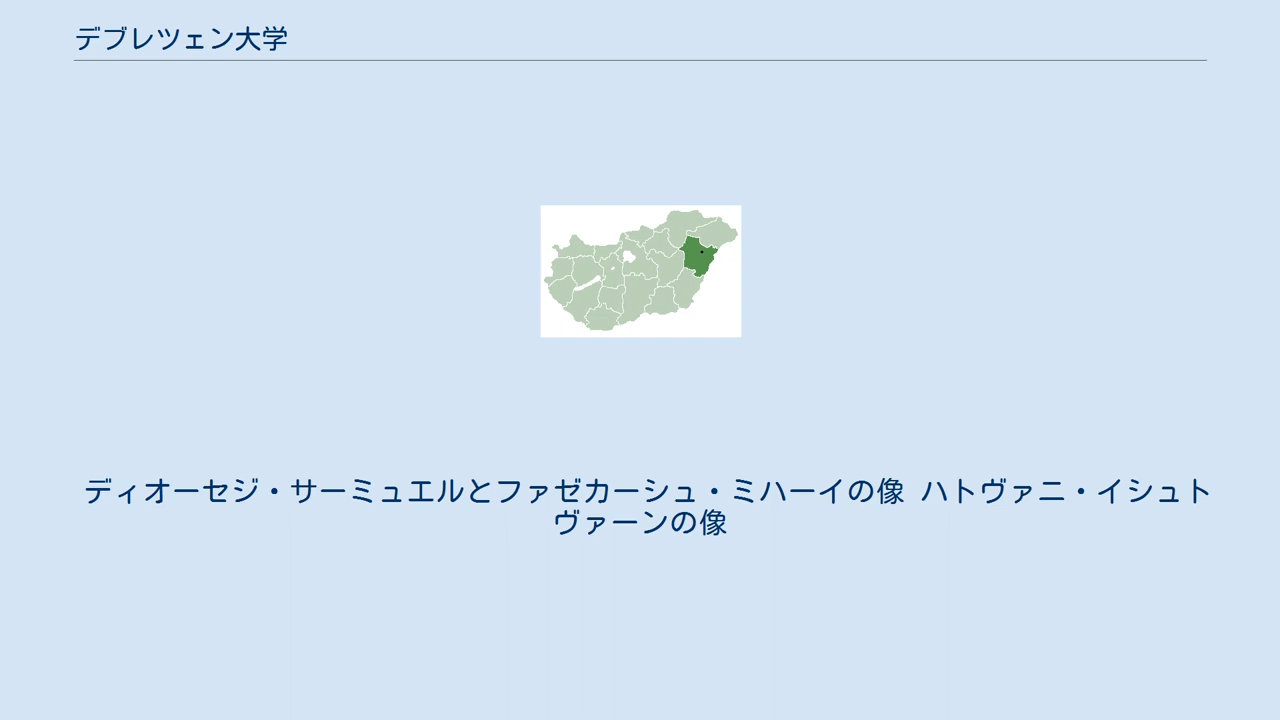 デブレツェン大学
ディオーセジ・サーミュエルとファゼカーシュ・ミハーイの像 ハトヴァニ・イシュト
ヴァーンの像